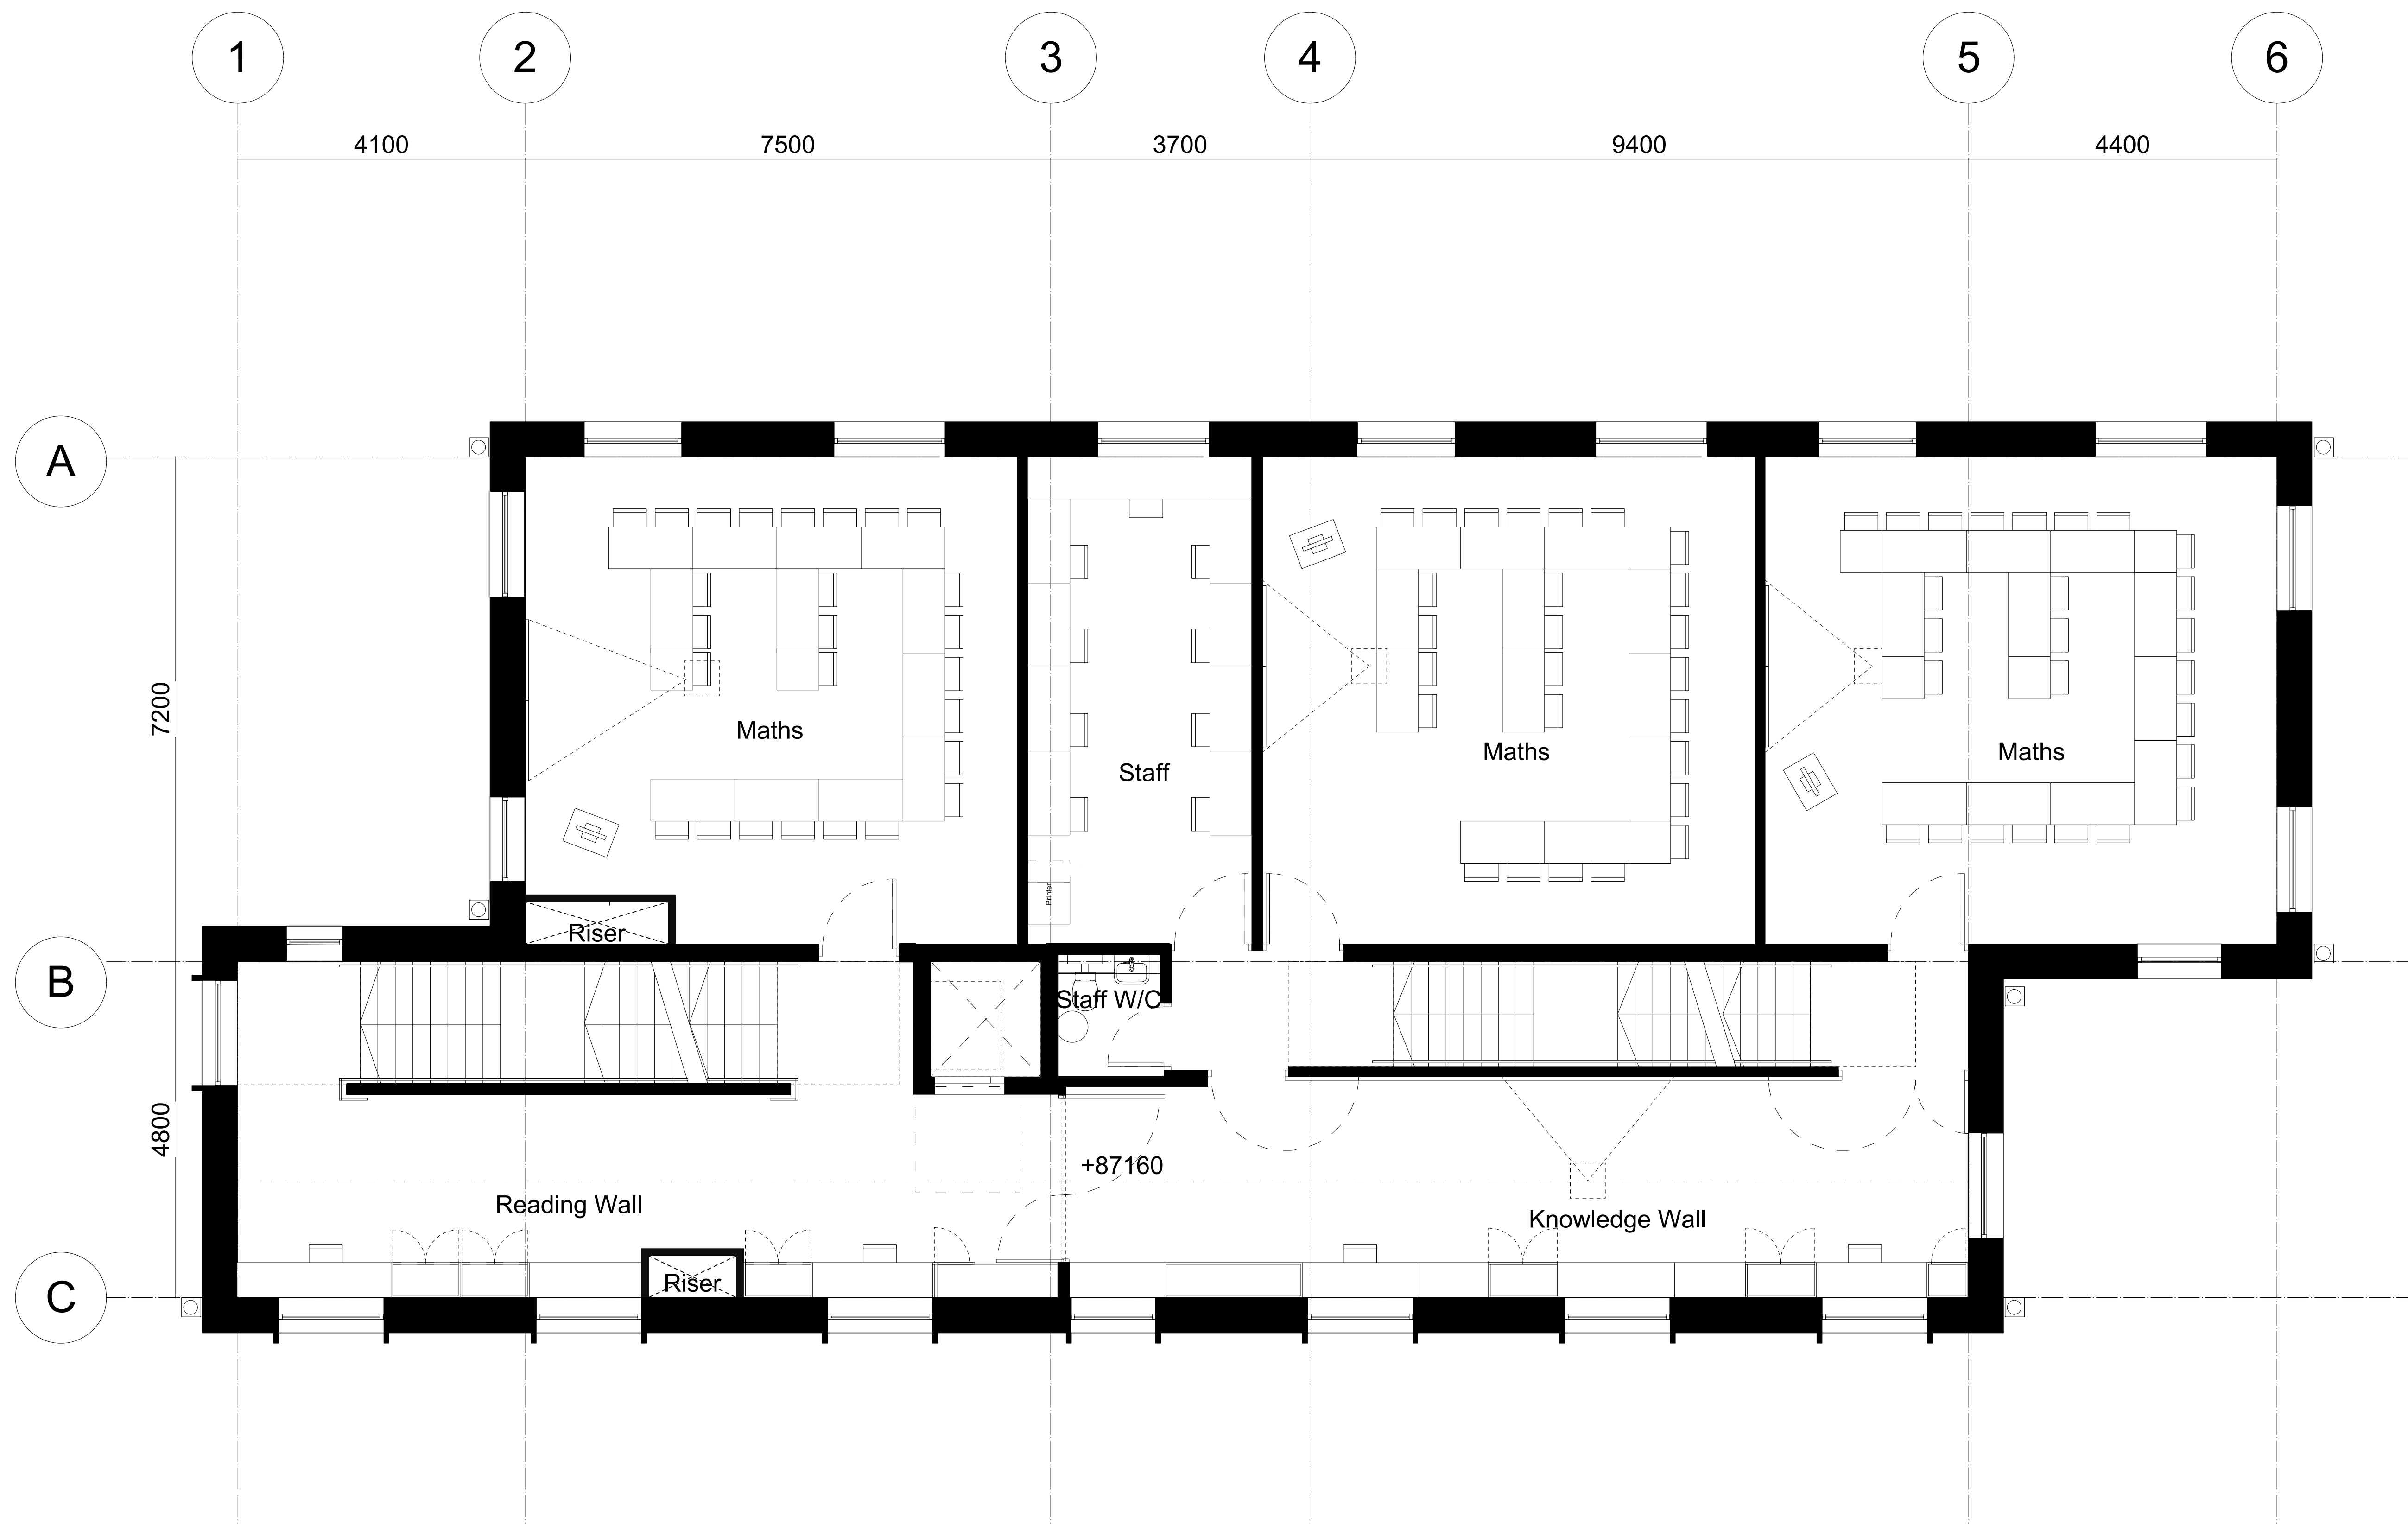 1 2 3 4 5 6
4100 7500 3700 9400 4400
A
7200
Maths
Maths
Maths
Staff
Printer
Riser
B
Staff W/C
4800
+87160
Reading Wall
Knowledge Wall
Riser
C